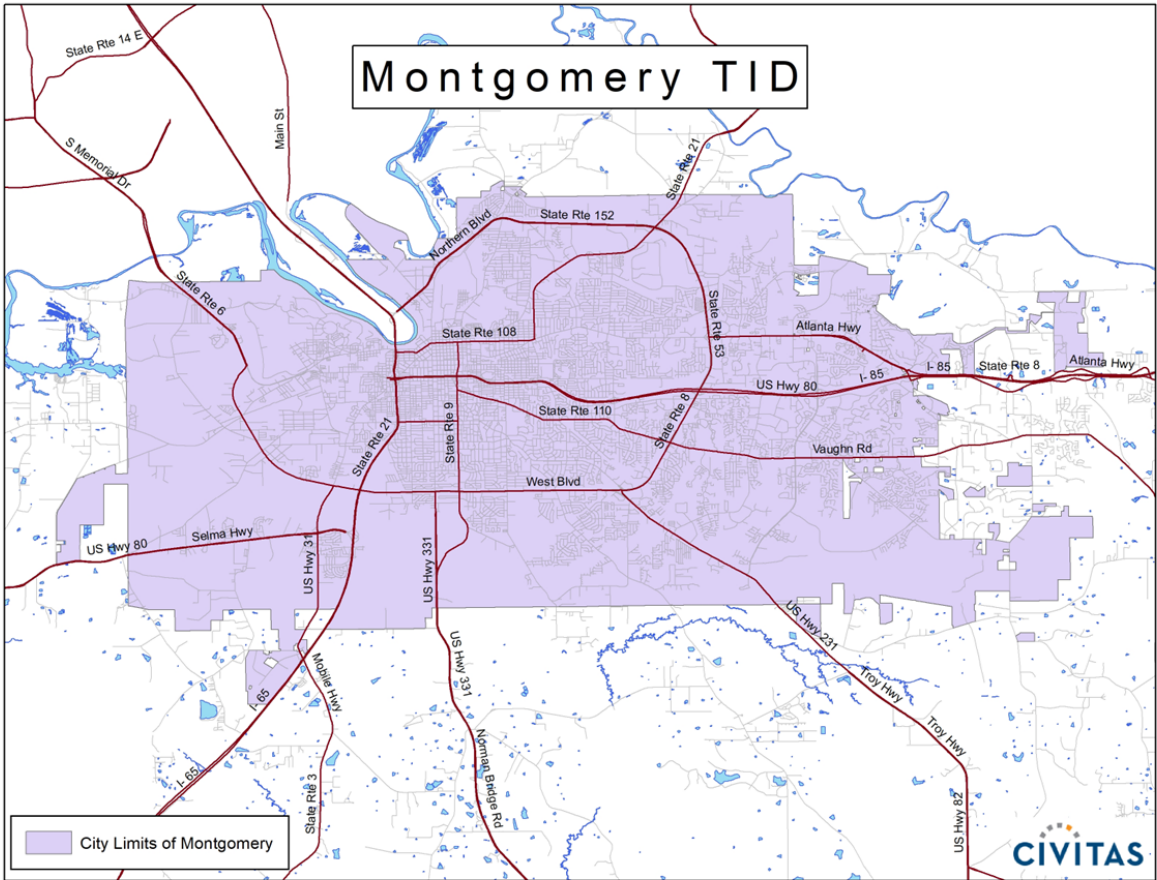 Montgomery TID
State Rte 14 E
Main St
S Memorial Dr
State Rte 21
Northern Blvd
State Rte 152
State Rte 6
State Rte 53
State Rte 108
Atlanta Hwy
I- 85
State Rte 8
Atlanta Hwy
I- 85
US Hwy 80
State Rte 110
State Rte 9
State Rte 8
State Rte 21
Vaughn Rd
West Blvd
Selma Hwy
US Hwy 80
US Hwy 31
US Hwy 331
US Hwy 231
US Hwy 331
Mobile Hwy
Troy Hwy
65
Troy Hwy
Norman Bridge Rd
I- 65
State Rte 3
US Hwy 82
City Limits of Montgomery
CIVITAS